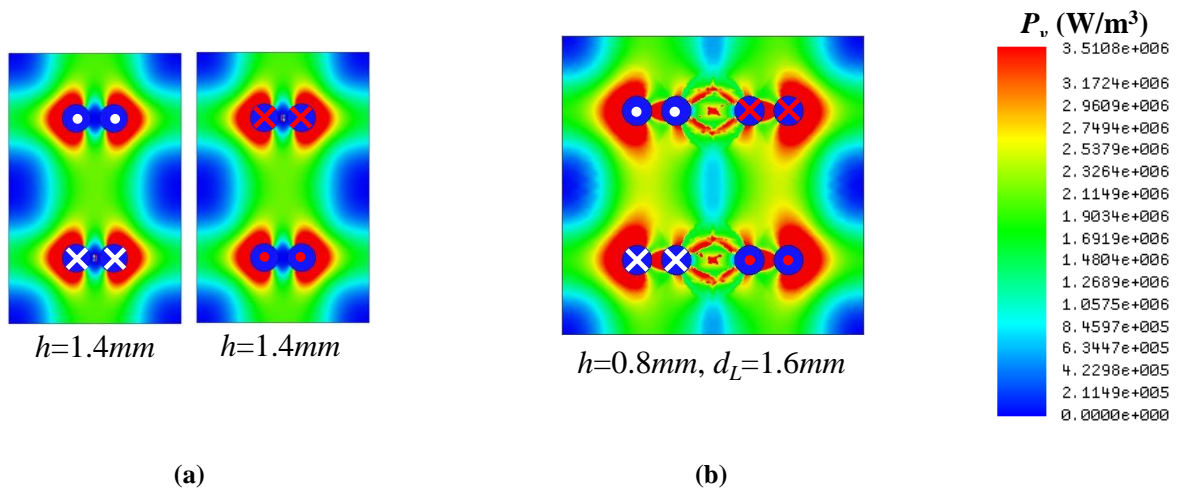 P_v (W/m³)
3.5108e+006
3.1724e+006
2.9609e+006
2.7494e+006
2.5379e+006
2.3264e+006
2.1149e+006
1.9034e+006
1.6919e+006
1.4804e+006
1.2689e+006
1.0575e+006
8.4597e+005
6.3447e+005
4.2298e+005
2.1149e+005
0.0000e+000
h=1.4mm
h=1.4mm
h=0.8mm, d_L=1.6mm
(a)
(b)